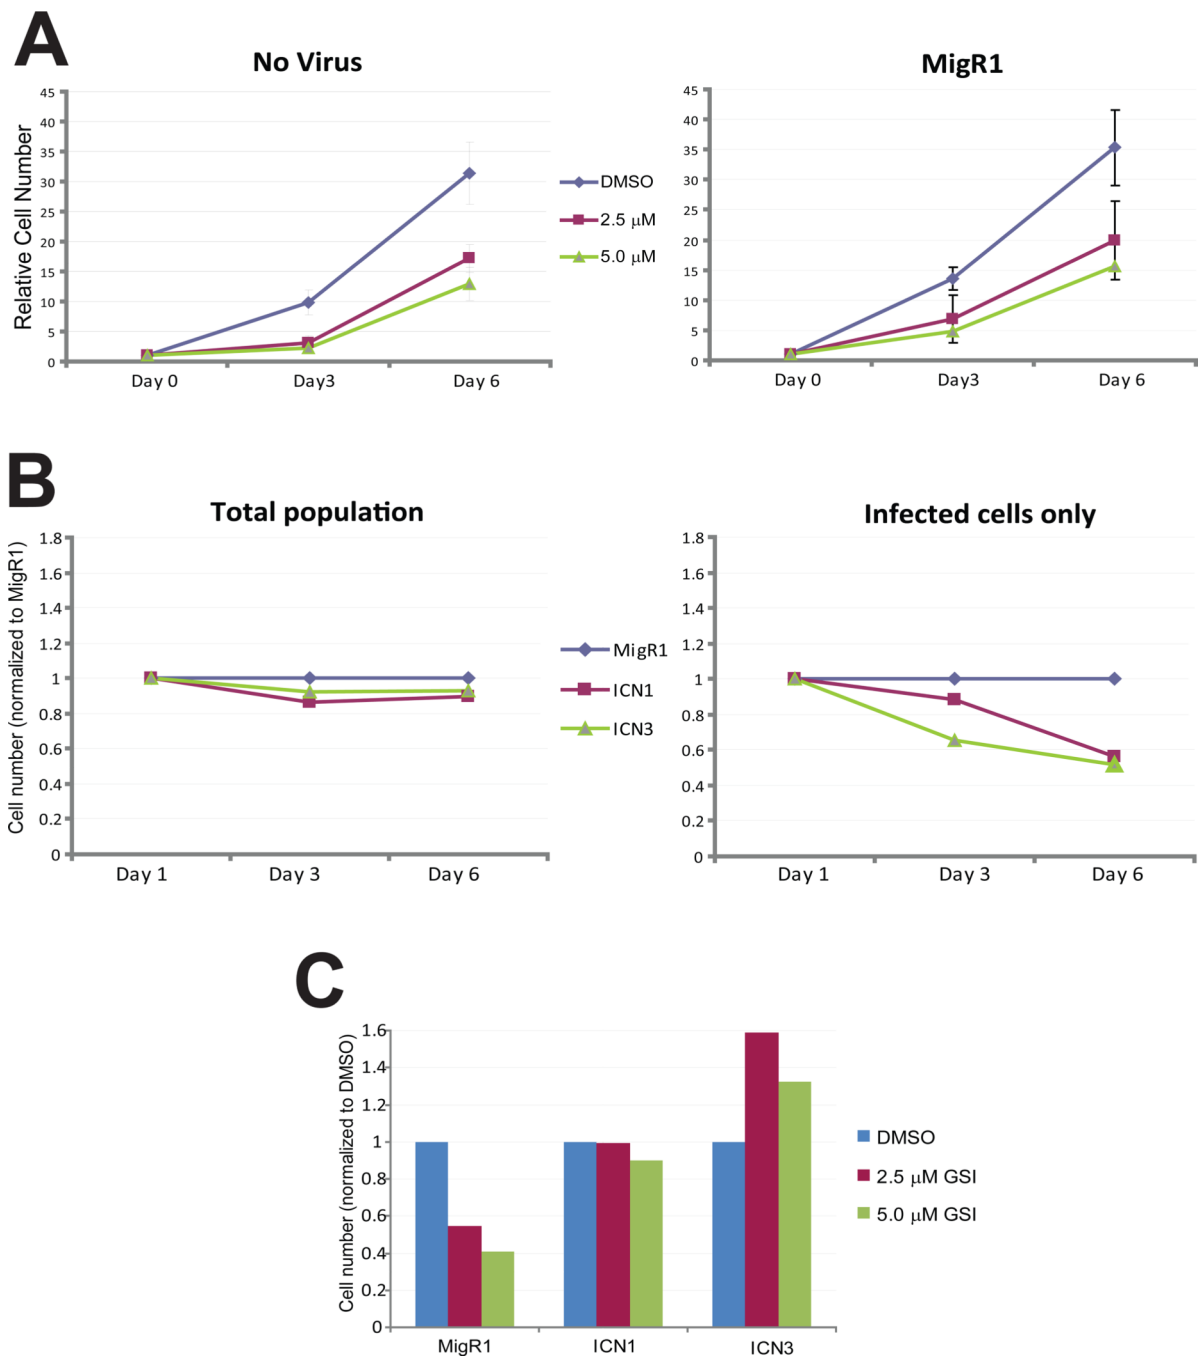 A
No Virus
MigR1
Relative Cell Number
45
40
35
30
25
20
15
10
5
0
Day 0
Day3
Day 6
DMSO
2.5 μM
5.0 μM
45
40
35
30
25
20
15
10
5
0
Day 0
Day3
Day 6
B
Total population
Infected cells only
Cell number (normalized to MigR1)
1.8
1.6
1.4
1.2
1
0.8
0.6
0.4
0.2
0
Day 1
Day 3
Day 6
MigR1
ICN1
ICN3
1.8
1.6
1.4
1.2
1
0.8
0.6
0.4
0.2
0
Day 1
Day 3
Day 6
C
Cell number (normalized to DMSO)
1.6
1.4
1.2
1
0.8
0.6
0.4
0.2
0
MigR1
ICN1
ICN3
DMSO
2.5 μM GSI
5.0 μM GSI